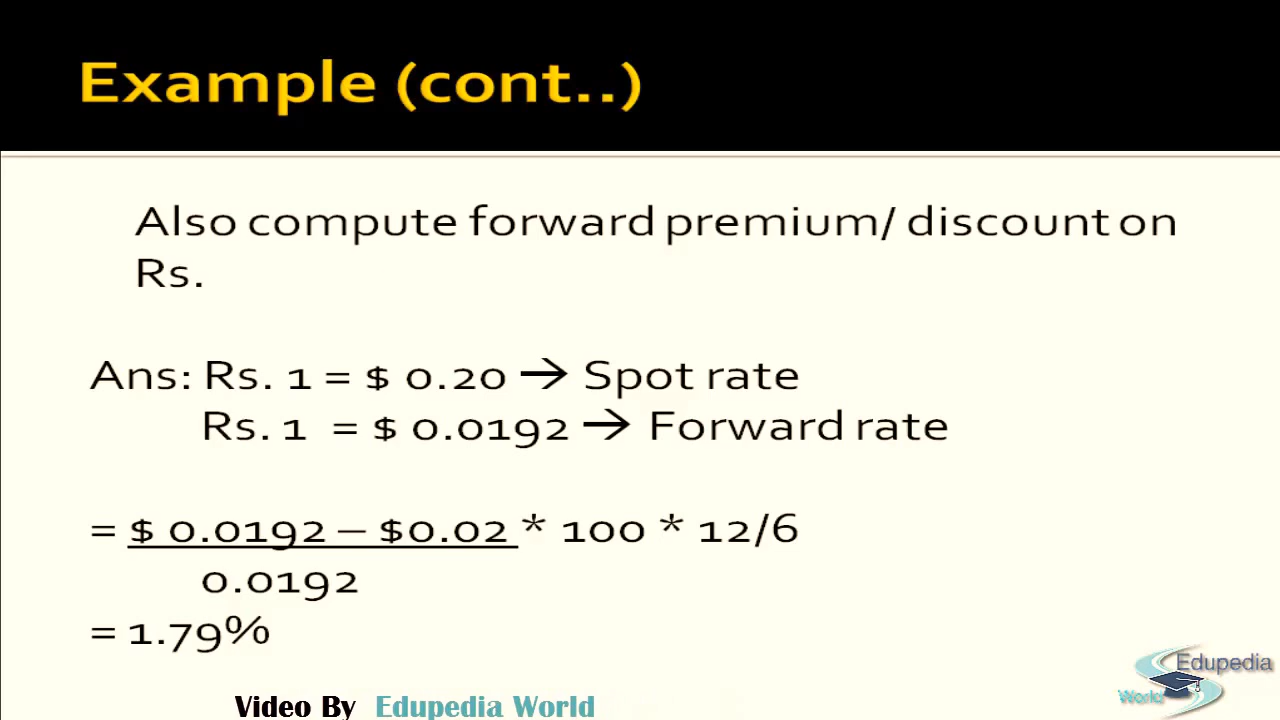 Example (cont..)
Also compute forward premium/ discount on
Rs.
Ans: Rs. 1 = $ 0.20 → Spot rate
Rs. 1 = $ 0.0192 → Forward rate
= $ 0.0192 – $0.02 * 100 * 12/6
0.0192
= 1.79%
Edupedia
World
Video By Edupedia World